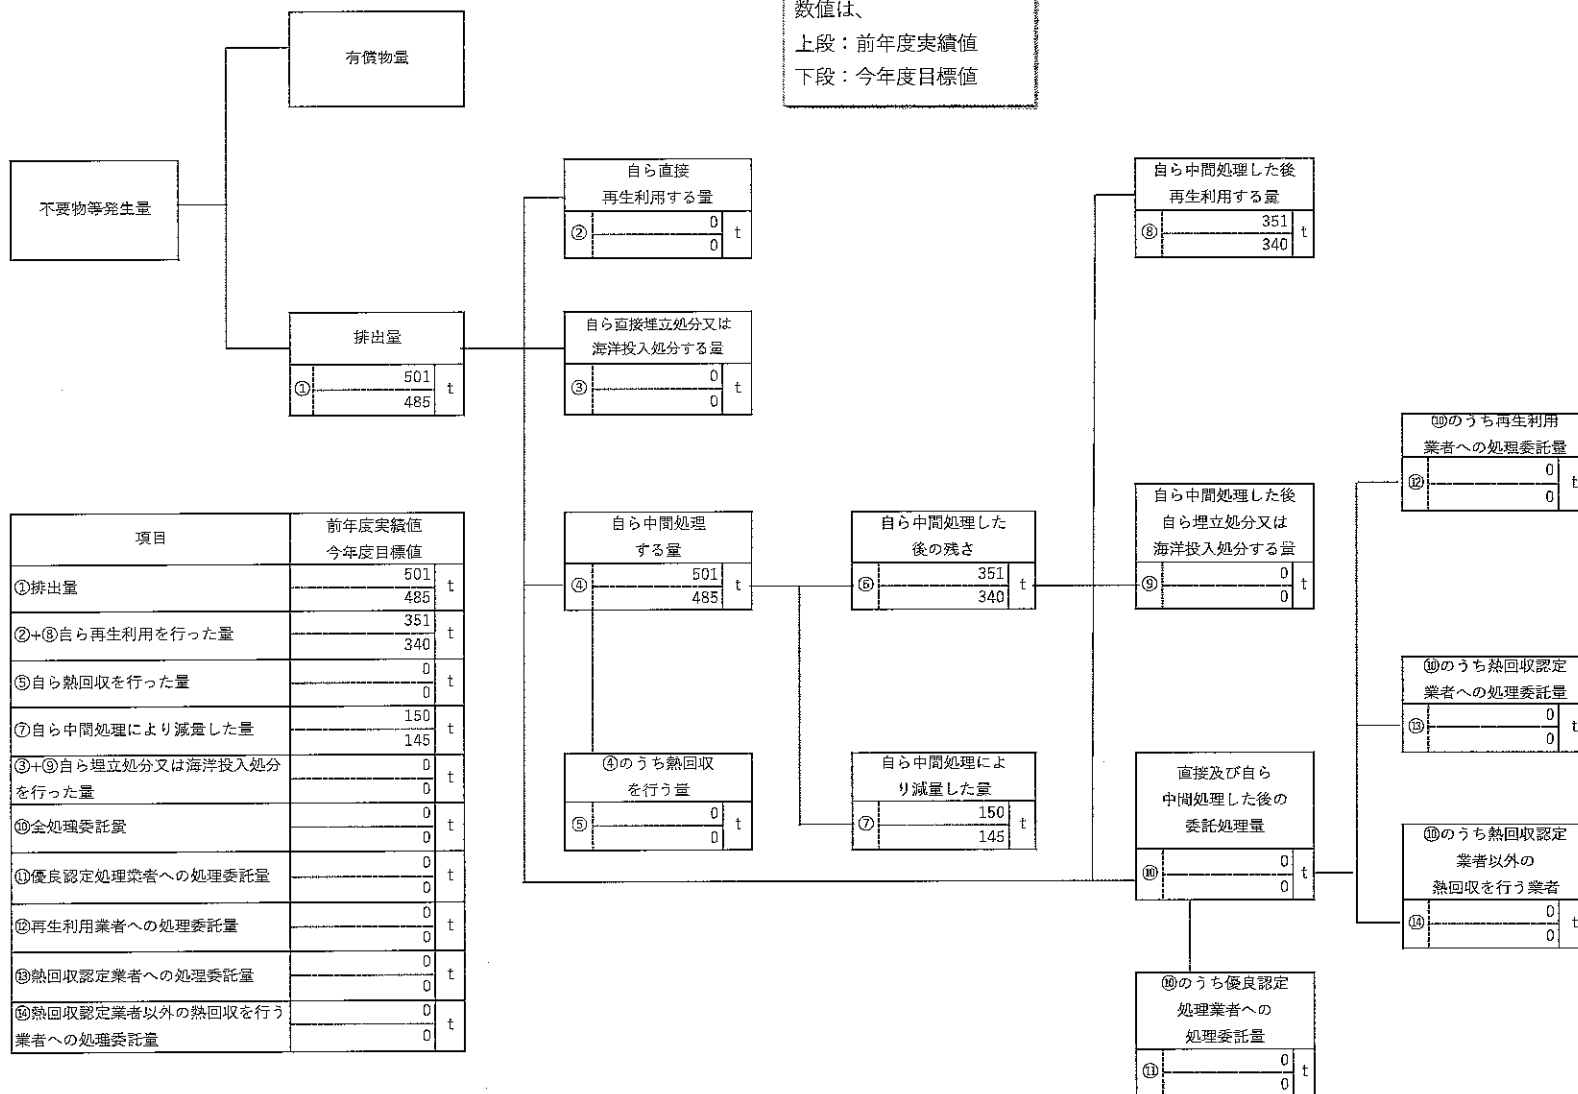 数値は、
上段：前年度実績値
下段：今年度目標値
有償物量
不要物等発生量
排出量
①
501
485
t
自ら直接
再生利用する量
②
0
0
t
自ら直接埋立処分又は
海洋投入処分する量
③
0
0
t
自ら中間処理
する量
④
501
485
t
④のうち熱回収
を行う量
⑤
0
0
t
自ら中間処理した
後の残さ
⑥
351
340
t
自ら中間処理によ
り減量した量
⑦
150
145
t
自ら中間処理した後
再生利用する量
⑧
351
340
t
自ら中間処理した後
自ら埋立処分又は
海洋投入処分する量
⑨
0
0
t
直接及び自ら
中間処理した後の
委託処理量
⑩
0
0
t
⑩のうち優良認定
処理業者への
処理委託量
⑪
0
0
t
⑩のうち再生利用
業者への処理委託量
⑫
0
0
t
⑩のうち熱回収認定
業者への処理委託量
⑬
0
0
t
⑩のうち熱回収認定
業者以外の
熱回収を行う業者
⑭
0
0
t
項目
前年度実績値
今年度目標値
①排出量
501
485
t
②+⑧自ら再生利用を行った量
351
340
t
⑤自ら熱回収を行った量
0
0
t
⑦自ら中間処理により減量した量
150
145
t
③+⑨自ら埋立処分又は海洋投入処分
を行った量
0
0
t
⑩全処理委託量
0
0
t
⑪優良認定処理業者への処理委託量
0
0
t
⑫再生利用業者への処理委託量
0
0
t
⑬熱回収認定業者への処理委託量
0
0
t
⑭熱回収認定業者以外の熱回収を行う
業者への処理委託量
0
0
t